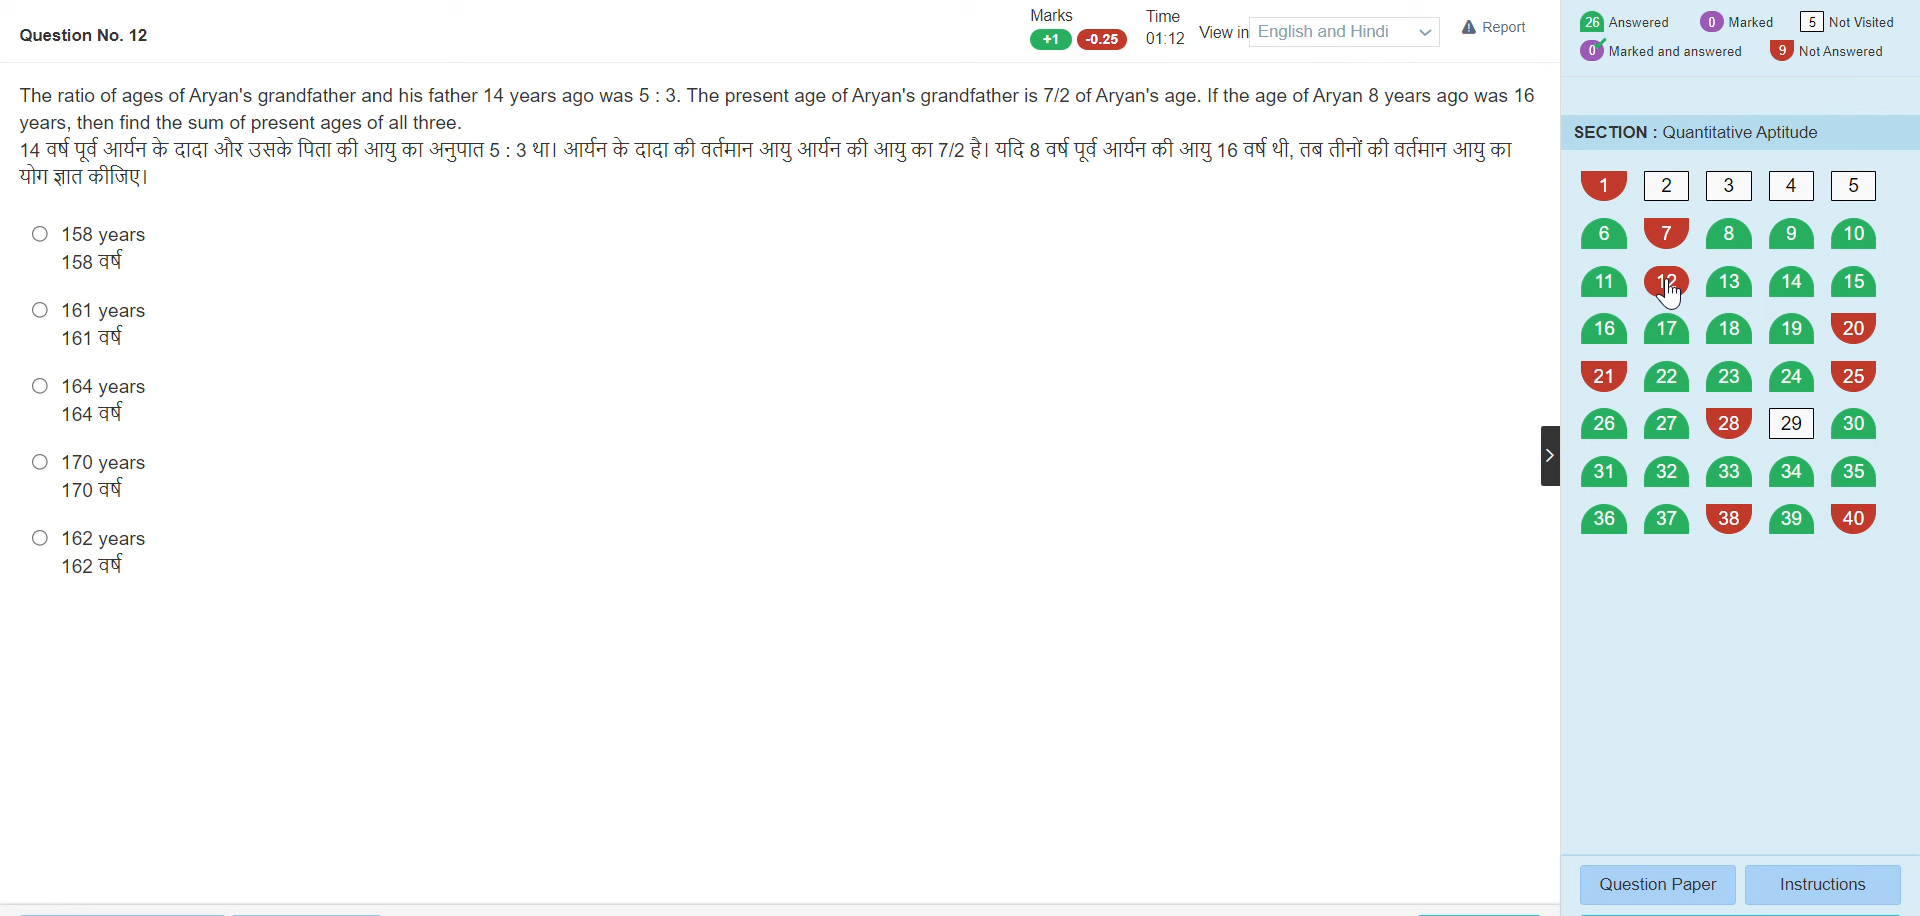 Question No. 12
Marks
+1 -0.25
Time
01:12
View in English and Hindi
Report
The ratio of ages of Aryan's grandfather and his father 14 years ago was 5 : 3. The present age of Aryan's grandfather is 7/2 of Aryan's age. If the age of Aryan 8 years ago was 16
years, then find the sum of present ages of all three.
14 वर्ष पूर्व आर्यन के दादा और उसके पिता की आयु का अनुपात 5 : 3 था। आर्यन के दादा की वर्तमान आयु आर्यन की आयु का 7/2 है। यदि 8 वर्ष पूर्व आर्यन की आयु 16 वर्ष थी, तब तीनों की वर्तमान आयु का
योग ज्ञात कीजिए।
158 years
158 वर्ष
161 years
161 वर्ष
164 years
164 वर्ष
170 years
170 वर्ष
162 years
162 वर्ष
26 Answered 0 Marked 5 Not Visited
0 Marked and answered 9 Not Answered
SECTION : Quantitative Aptitude
1 2 3 4 5
6 7 8 9 10
11 12 13 14 15
16 17 18 19 20
21 22 23 24 25
26 27 28 29 30
31 32 33 34 35
36 37 38 39 40
Question Paper Instructions